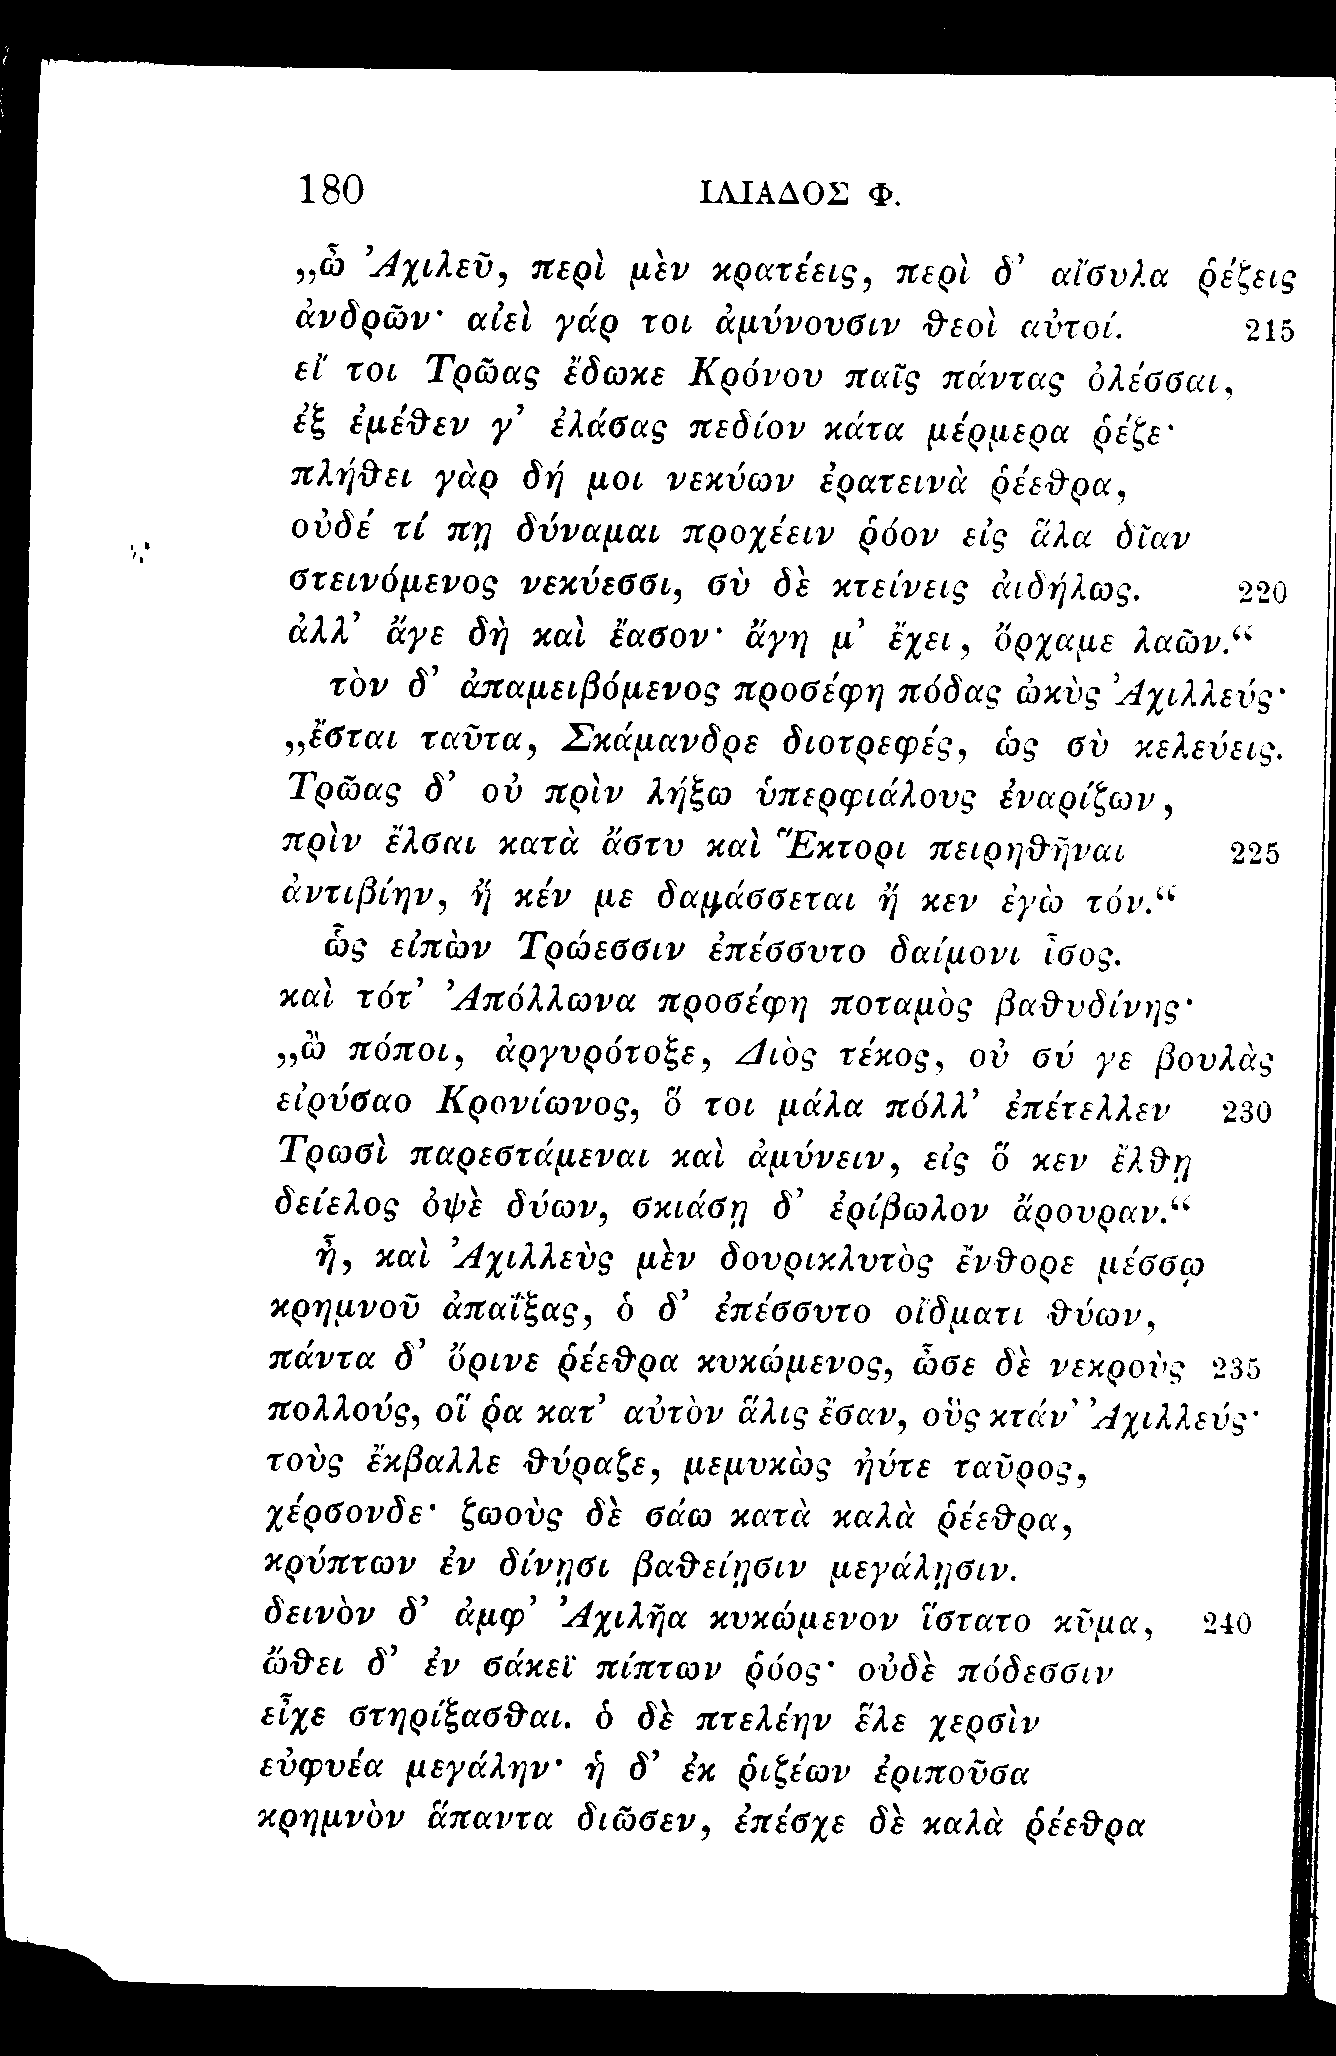 180 ΙΛΙΑΔΟΣ Φ.
„ὦ Ἀχιλεῦ, περὶ μὲν κρατέεις, περὶ δ’ αἴσυλα ῥέζεις
ἀνδρῶν· αἰεὶ γάρ τοι ἀμύνουσιν θεοὶ αὐτοί. 215
εἴ τοι Τρῶας ἔδωκε Κρόνου παῖς πάντας ὀλέσσαι,
ἐξ ἐμέθεν γ’ ἐλάσας πεδίον κάτα μέρμερα ῥέζε·
πλήθει γὰρ δή μοι νεκύων ἐρατεινὰ ῥέεθρα,
οὐδέ τί πῃ δύναμαι προχέειν ῥόον εἰς ἅλα δῖαν
στεινόμενος νεκύεσσι, σὺ δὲ κτείνεις ἀιδήλως. 220
ἀλλ’ ἄγε δὴ καὶ ἔασον· ἄγη μ’ ἔχει, ὄρχαμε λαῶν.“
τὸν δ’ ἀπαμειβόμενος προσέφη πόδας ὠκὺς Ἀχιλλεύς·
„ἔσται ταῦτα, Σκάμανδρε διοτρεφές, ὡς σὺ κελεύεις.
Τρῶας δ’ οὐ πρὶν λήξω ὑπερφιάλους ἐναρίζων,
πρὶν ἔλσαι κατὰ ἄστυ καὶ Ἕκτορι πειρηθῆναι 225
ἀντιβίην, ἤ κέν με δαμάσσεται ἤ κεν ἐγὼ τόν.“
ὣς εἰπὼν Τρώεσσιν ἐπέσσυτο δαίμονι ἶσος.
καὶ τότ’ Ἀπόλλωνα προσέφη ποταμὸς βαθυδίνης·
„ὢ πόποι, ἀργυρότοξε, Διὸς τέκος, οὐ σύ γε βουλὰς
εἰρύσαο Κρονίωνος, ὅ τοι μάλα πόλλ’ ἐπέτελλεν 230
Τρωσὶ παρεστάμεναι καὶ ἀμύνειν, εἰς ὅ κεν ἔλθῃ
δείελος ὀψὲ δύων, σκιάσῃ δ’ ἐρίβωλον ἄρουραν.“
ἦ, καὶ Ἀχιλλεὺς μὲν δουρικλυτὸς ἔνθορε μέσσῳ
κρημνοῦ ἀπαΐξας, ὁ δ’ ἐπέσσυτο οἴδματι θύων,
πάντα δ’ ὄρινε ῥέεθρα κυκώμενος, ὦσε δὲ νεκροὺς 235
πολλούς, οἵ ῥα κατ’ αὐτὸν ἅλις ἔσαν, οὓς κτάν’ Ἀχιλλεύς·
τοὺς ἔκβαλλε θύραζε, μεμυκὼς ἠύτε ταῦρος,
χέρσονδε· ζωοὺς δὲ σάω κατὰ καλὰ ῥέεθρα,
κρύπτων ἐν δίνῃσι βαθείῃσιν μεγάλῃσιν.
δεινὸν δ’ ἀμφ’ Ἀχιλῆα κυκώμενον ἵστατο κῦμα, 240
ὤθει δ’ ἐν σάκεϊ πίπτων ῥόος· οὐδὲ πόδεσσιν
εἶχε στηρίξασθαι. ὁ δὲ πτελέην ἕλε χερσὶν
εὐφυέα μεγάλην· ἡ δ’ ἐκ ῥιζέων ἐριποῦσα
κρημνὸν ἅπαντα διῶσεν, ἐπέσχε δὲ καλὰ ῥέεθρα